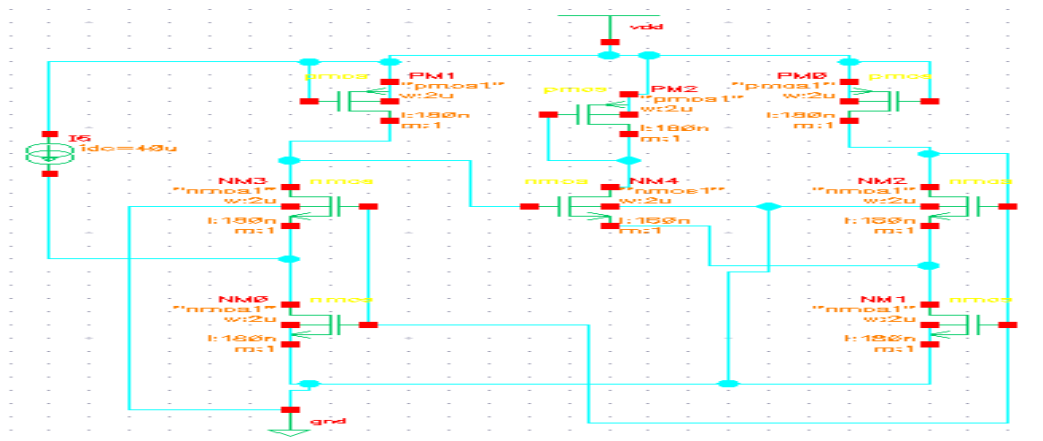 vdd
pmos PM1
"pmos1"
w:2u
l:180n
m:1
pmos PM2
"pmos1"
w:2u
l:180n
m:1
PM0 pmos
"pmos1"
w:2u
l:180n
m:1
I6
idc=40u
NM3 nmos
"nmos1"
w:2u
l:180n
m:1
nmos NM4
"nmos1"
w:2u
l:180n
m:1
NM2 nmos
"nmos1"
w:2u
l:180n
m:1
NM0 nmos
"nmos1"
w:2u
l:180n
m:1
NM1 nmos
"nmos1"
w:2u
l:180n
m:1
gnd